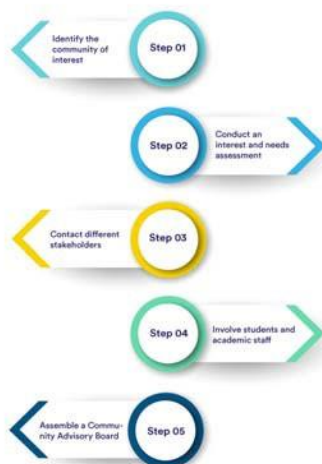 Identify the
community of
interest
Step 01
Step 02
Conduct an
interest and needs
assessment
Contact different
stakeholders
Step 03
Step 04
Involve students and
academic staff
Assemble a Commu-
nity Advisory Board
Step 05